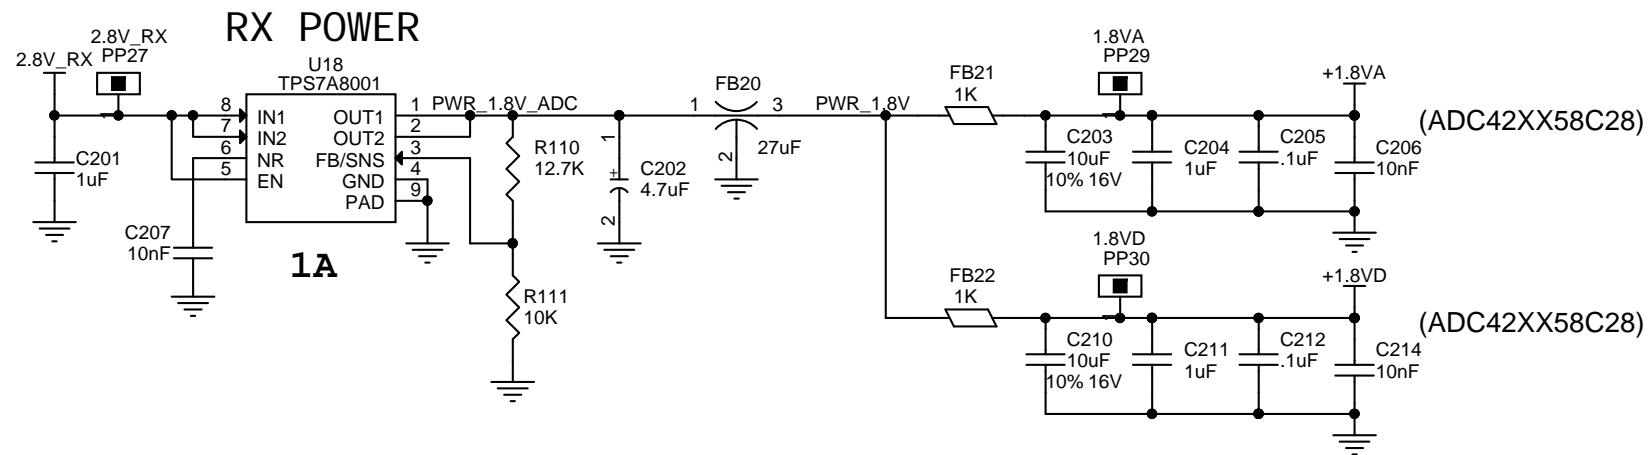 RX POWER
2.8V_RX
2.8V_RX
PP27
U18
TPS7A8001
8 IN1 OUT1 1
7 IN2 OUT2 2
6 NR FB/SNS 3
5 EN GND 4
PAD 9
1A
C201
1uF
C207
10nF
PWR_1.8V_ADC
R110
12.7K
R111
10K
1
+
C202
4.7uF
2
FB20
1 3
2
27uF
PWR_1.8V
FB21
1K
1.8VA
PP29
+1.8VA
(ADC42XX58C28)
C203
10uF
10% 16V
C204
1uF
C205
.1uF
C206
10nF
FB22
1K
1.8VD
PP30
+1.8VD
(ADC42XX58C28)
C210
10uF
10% 16V
C211
1uF
C212
.1uF
C214
10nF